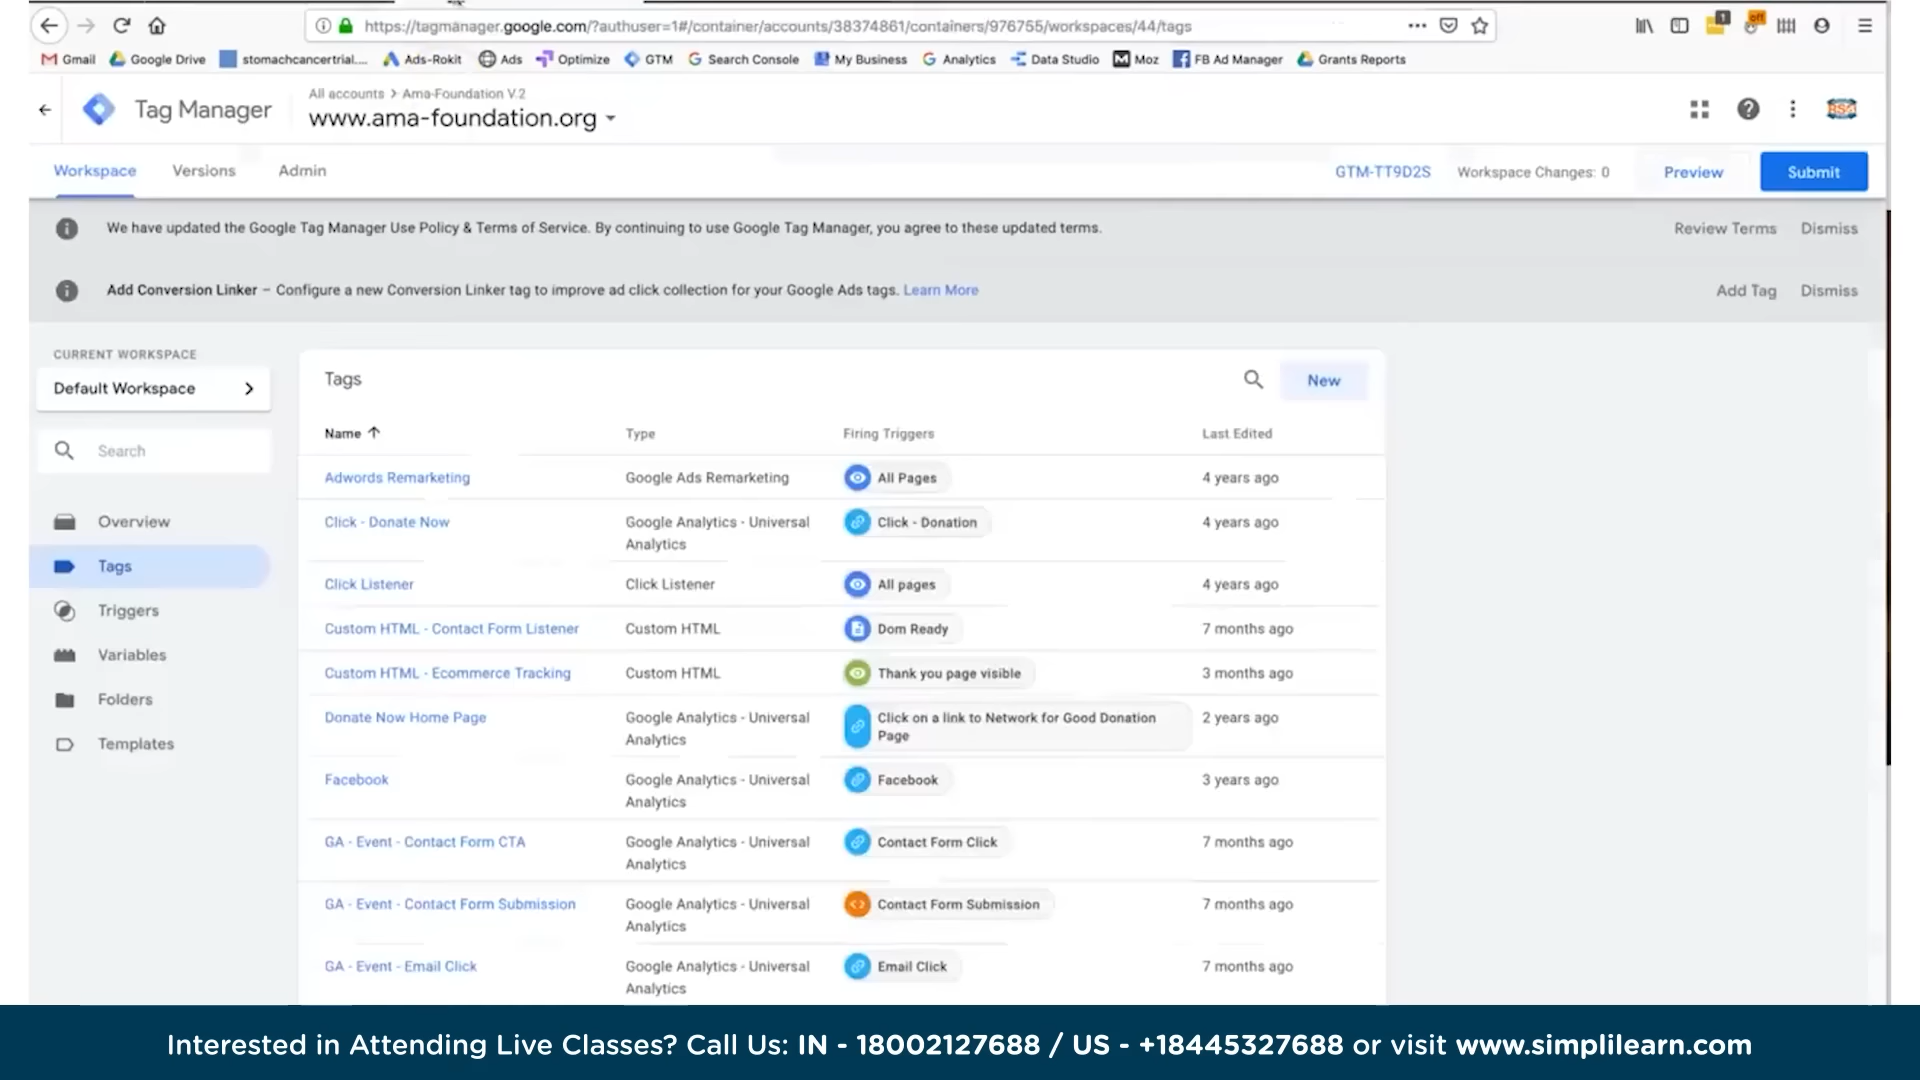 https://tagmanager.google.com/?authuser=1#/container/accounts/38374861/containers/976755/workspaces/44/tags
1
off
Gmail Google Drive stomachcancertrial.... Ads-Rokit Ads Optimize GTM Search Console My Business Analytics Data Studio Moz FB Ad Manager Grants Reports
All accounts > Ama-Foundation V.2
Tag Manager
www.ama-foundation.org
Workspace Versions Admin GTM-TT9D2S Workspace Changes: 0 Preview Submit
We have updated the Google Tag Manager Use Policy & Terms of Service. By continuing to use Google Tag Manager, you agree to these updated terms. Review Terms Dismiss
Add Conversion Linker – Configure a new Conversion Linker tag to improve ad click collection for your Google Ads tags. Learn More Add Tag Dismiss
CURRENT WORKSPACE
Default Workspace
Search
Overview
Tags
Triggers
Variables
Folders
Templates
Tags New
Name Type Firing Triggers Last Edited
Adwords Remarketing Google Ads Remarketing All Pages 4 years ago
Click - Donate Now Google Analytics - Universal Click - Donation 4 years ago
Analytics
Click Listener Click Listener All pages 4 years ago
Custom HTML - Contact Form Listener Custom HTML Dom Ready 7 months ago
Custom HTML - Ecommerce Tracking Custom HTML Thank you page visible 3 months ago
Donate Now Home Page Google Analytics - Universal Click on a link to Network for Good Donation 2 years ago
Analytics Page
Facebook Google Analytics - Universal Facebook 3 years ago
Analytics
GA - Event - Contact Form CTA Google Analytics - Universal Contact Form Click 7 months ago
Analytics
GA - Event - Contact Form Submission Google Analytics - Universal Contact Form Submission 7 months ago
Analytics
GA - Event - Email Click Google Analytics - Universal Email Click 7 months ago
Analytics
Interested in Attending Live Classes? Call Us: IN - 18002127688 / US - +18445327688 or visit www.simplilearn.com